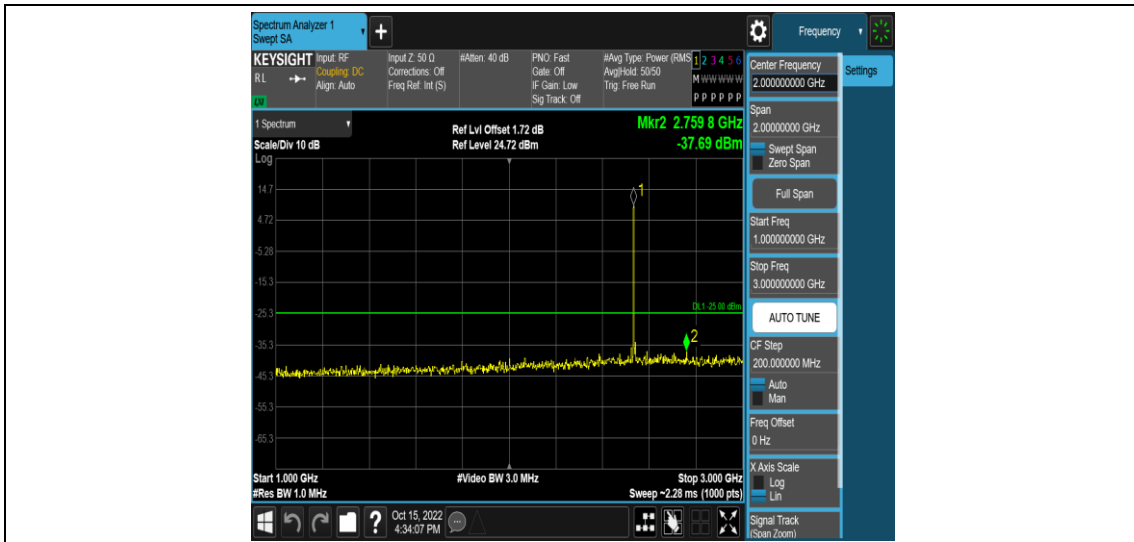 Spectrum Analyzer 1
Swept SA
+
Frequency
KEYSIGHT
RL
LXI
Input: RF
Coupling: DC
Align: Auto
Input Z: 50 Ω
Corrections: Off
Freq Ref: Int (S)
#Atten: 40 dB
PNO: Fast
Gate: Off
IF Gain: Low
Sig Track: Off
#Avg Type: Power (RMS
Avg|Hold: 50/50
Trig: Free Run
1 2 3 4 5 6
M W W W W W
P P P P P P
Settings
1 Spectrum
Scale/Div 10 dB
Log
Ref Lvl Offset 1.72 dB
Ref Level 24.72 dBm
Mkr2 2.759 8 GHz
-37.69 dBm
14.7
4.72
-5.28
-15.3
-25.3
-35.3
-45.3
-55.3
-65.3
1
DL1 -25.00 dBm
2
Start 1.000 GHz
#Res BW 1.0 MHz
#Video BW 3.0 MHz
Stop 3.000 GHz
Sweep ~2.28 ms (1000 pts)
Center Frequency
2.000000000 GHz
Span
2.00000000 GHz
Swept Span
Zero Span
Full Span
Start Freq
1.000000000 GHz
Stop Freq
3.000000000 GHz
AUTO TUNE
CF Step
200.000000 MHz
Auto
Man
Freq Offset
0 Hz
X Axis Scale
Log
Lin
Signal Track
(Span Zoom)
?
Oct 15, 2022
4:34:07 PM